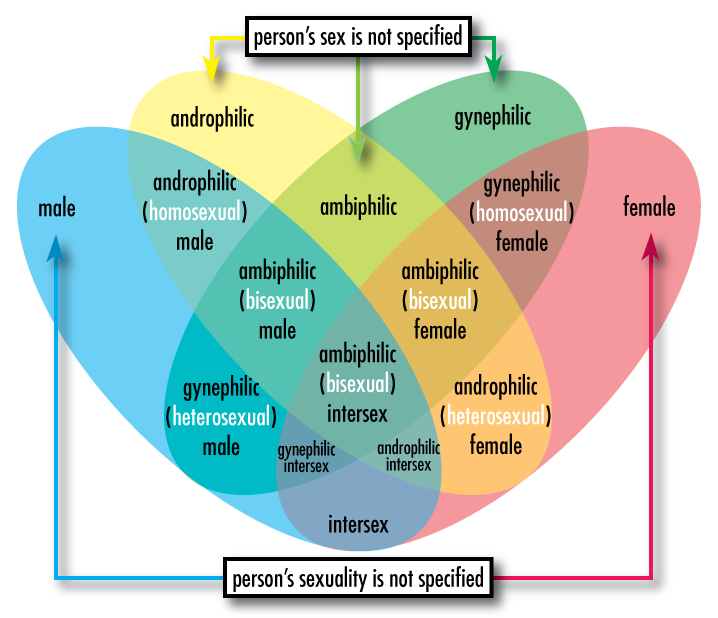 person's sex is not specified
androphilic
gynephilic
androphilic
(homosexual)
male
gynephilic
(homosexual)
female
male
ambiphilic
female
ambiphilic
(bisexual)
male
ambiphilic
(bisexual)
female
ambiphilic
(bisexual)
intersex
gynephilic
(heterosexual)
male
androphilic
(heterosexual)
female
gynephilic
intersex
androphilic
intersex
intersex
person's sexuality is not specified